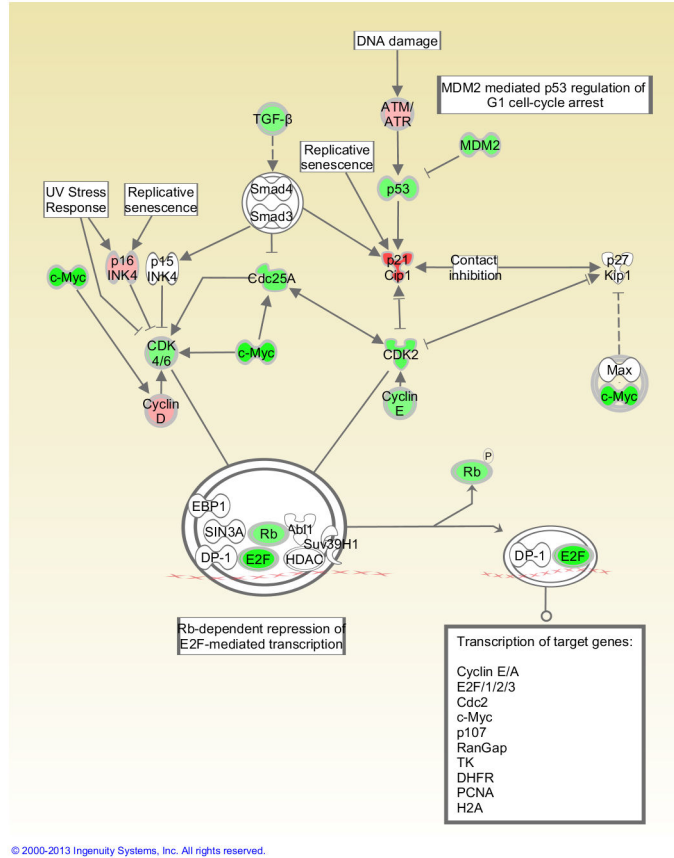 DNA damage
MDM2 mediated p53 regulation of
G1 cell-cycle arrest
ATM/
ATR
TGF-β
Replicative
senescence
MDM2
p53
UV Stress
Response
Replicative
senescence
Smad4
Smad3
c-Myc
p16
INK4
p15
INK4
Cdc25A
p21
Cip1
Contact
inhibition
p27
Kip1
CDK
4/6
c-Myc
CDK2
Max
c-Myc
Cyclin
D
Cyclin
E
P
Rb
EBP1
SIN3A
Rb
Abl1
Suv39H1
DP-1
E2F
HDAC
DP-1
E2F
Rb-dependent repression of
E2F-mediated transcription
Transcription of target genes:
Cyclin E/A
E2F/1/2/3
Cdc2
c-Myc
p107
RanGap
TK
DHFR
PCNA
H2A
© 2000-2013 Ingenuity Systems, Inc. All rights reserved.